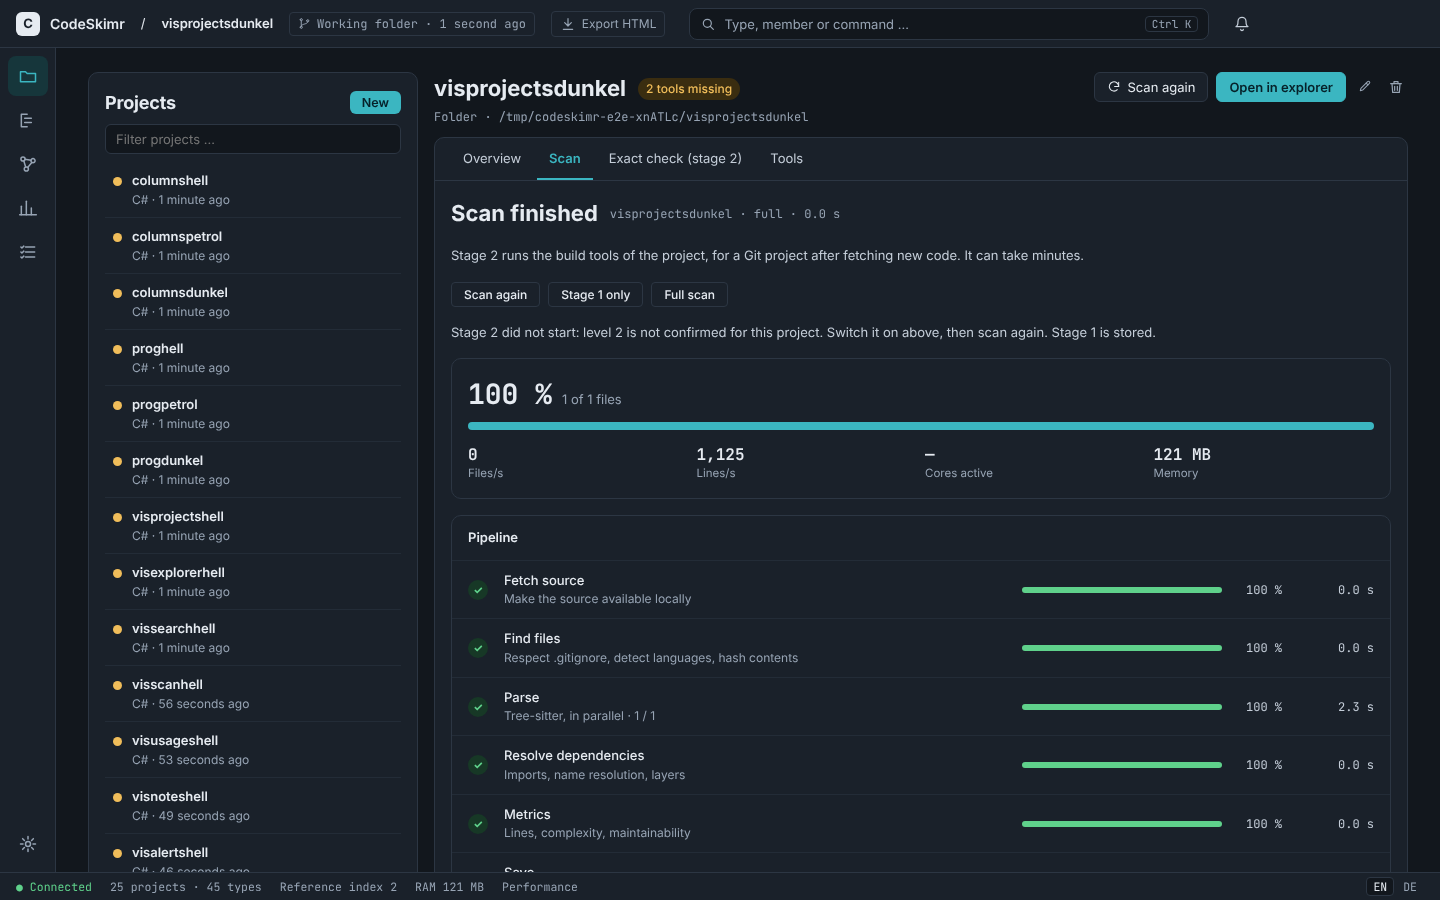 C CodeSkimr / visprojectsdunkel Working folder · 1 second ago Export HTML Type, member or command ... Ctrl K
Projects
New
Filter projects ...
columnshell
C# · 1 minute ago
columnspetrol
C# · 1 minute ago
columnsdunkel
C# · 1 minute ago
proghell
C# · 1 minute ago
progpetrol
C# · 1 minute ago
progdunkel
C# · 1 minute ago
visprojectshell
C# · 1 minute ago
visexplorerhell
C# · 1 minute ago
vissearchhell
C# · 1 minute ago
visscanhell
C# · 56 seconds ago
visusageshell
C# · 53 seconds ago
visnoteshell
C# · 49 seconds ago
visalertshell
C# · 46 seconds ago
visprojectsdunkel 2 tools missing
Scan again Open in explorer
Folder · /tmp/codeskimr-e2e-xnATLc/visprojectsdunkel
Overview Scan Exact check (stage 2) Tools
Scan finished visprojectsdunkel · full · 0.0 s
Stage 2 runs the build tools of the project, for a Git project after fetching new code. It can take minutes.
Scan again Stage 1 only Full scan
Stage 2 did not start: level 2 is not confirmed for this project. Switch it on above, then scan again. Stage 1 is stored.
100 % 1 of 1 files
0 1,125 — 121 MB
Files/s Lines/s Cores active Memory
Pipeline
Fetch source
Make the source available locally
100 % 0.0 s
Find files
Respect .gitignore, detect languages, hash contents
100 % 0.0 s
Parse
Tree-sitter, in parallel · 1 / 1
100 % 2.3 s
Resolve dependencies
Imports, name resolution, layers
100 % 0.0 s
Metrics
Lines, complexity, maintainability
100 % 0.0 s
Save
Connected 25 projects · 45 types Reference index 2 RAM 121 MB Performance EN DE